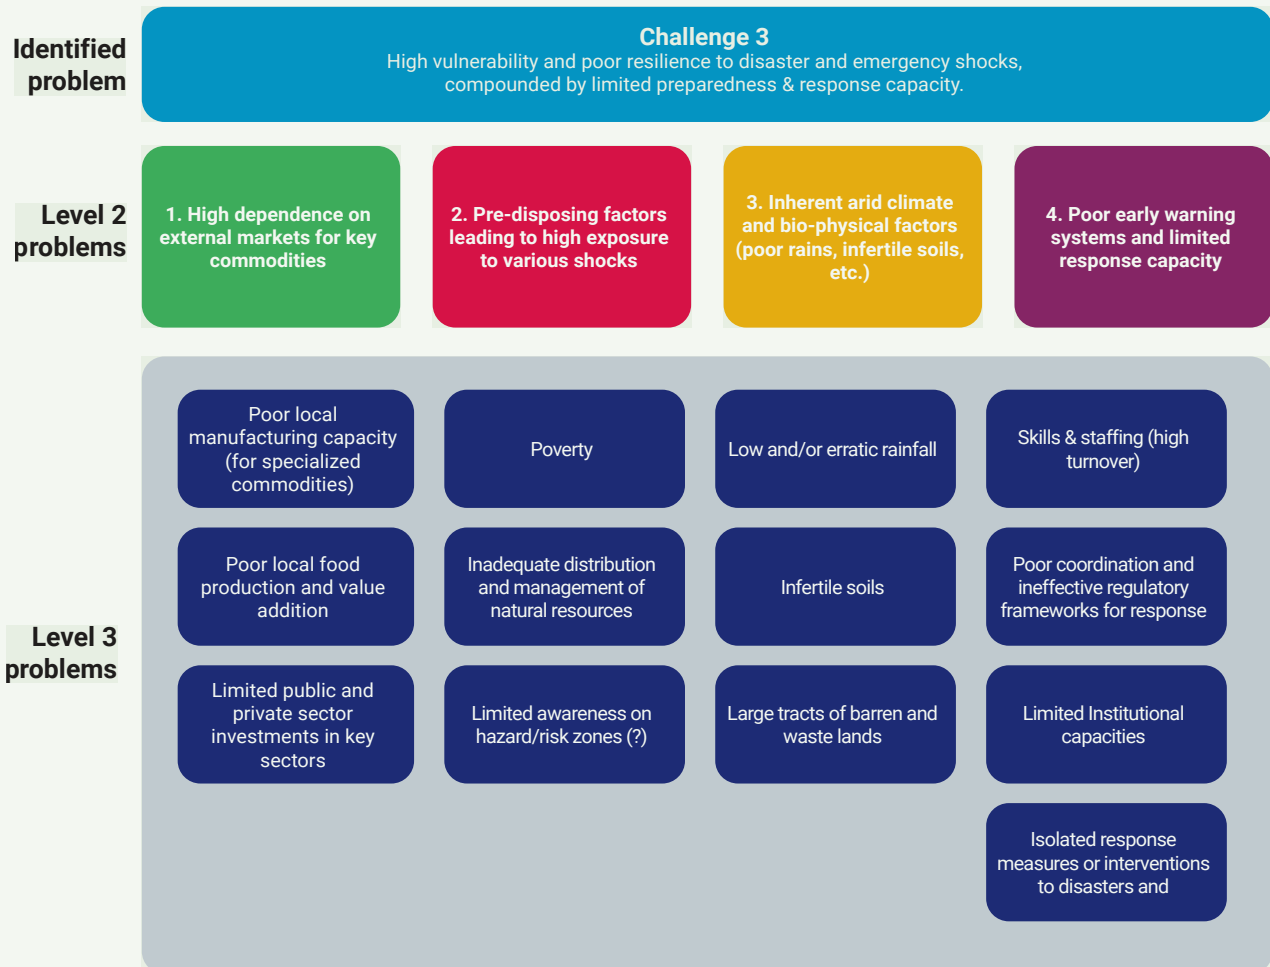 Identified
problem
Challenge 3
High vulnerability and poor resilience to disaster and emergency shocks,
compounded by limited preparedness & response capacity.
Level 2
problems
1. High dependence on
external markets for key
commodities
2. Pre-disposing factors
leading to high exposure
to various shocks
3. Inherent arid climate
and bio-physical factors
(poor rains, infertile soils,
etc.)
4. Poor early warning
systems and limited
response capacity
Level 3
problems
Poor local
manufacturing capacity
(for specialized
commodities)
Poverty
Low and/or erratic rainfall
Skills & staffing (high
turnover)
Poor local food
production and value
addition
Inadequate distribution
and management of
natural resources
Infertile soils
Poor coordination and
ineffective regulatory
frameworks for response
Limited public and
private sector
investments in key
sectors
Limited awareness on
hazard/risk zones (?)
Large tracts of barren and
waste lands
Limited Institutional
capacities
Isolated response
measures or interventions
to disasters and